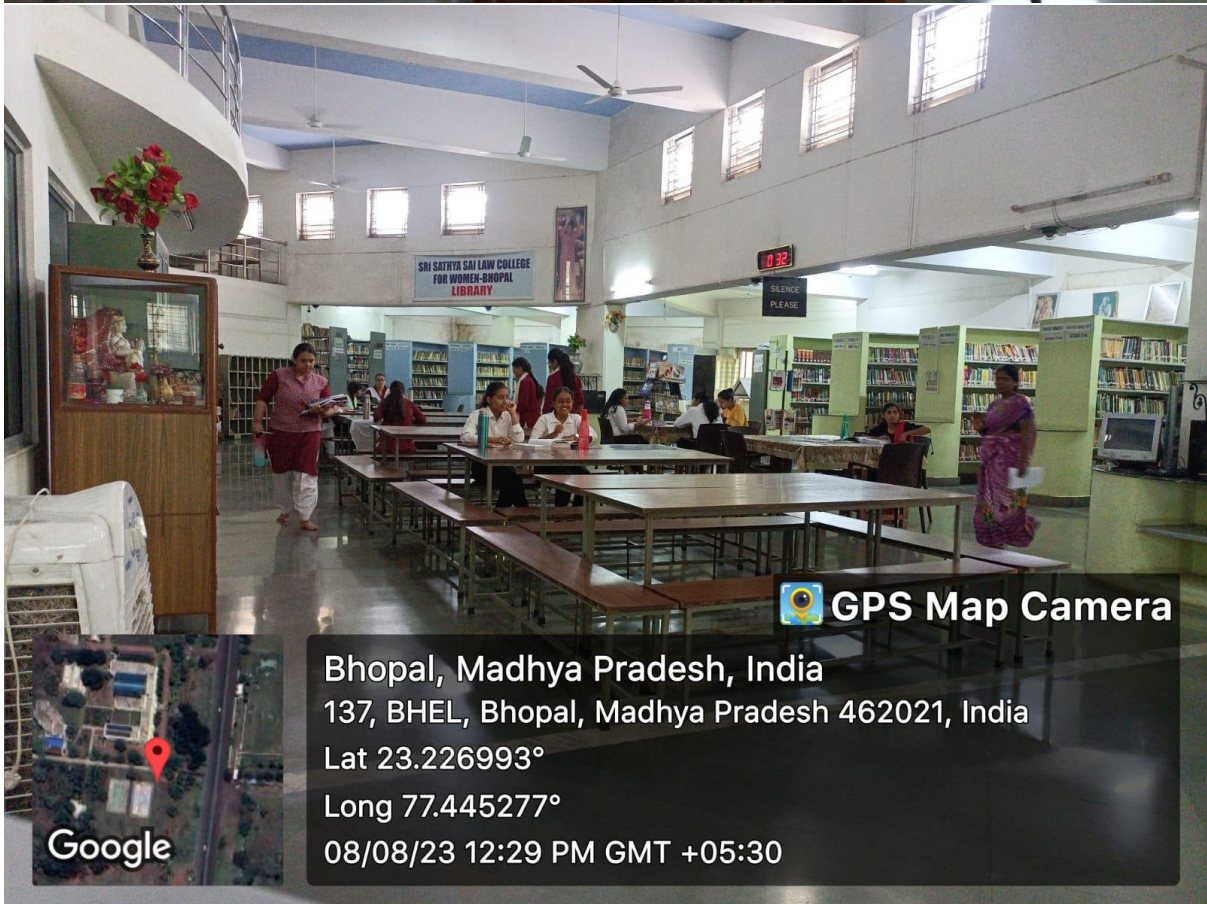 SRI SATHYA SAI LAW COLLEGE
FOR WOMEN-BHOPAL
LIBRARY
SILENCE
PLEASE
GPS Map Camera
Bhopal, Madhya Pradesh, India
137, BHEL, Bhopal, Madhya Pradesh 462021, India
Lat 23.226993°
Long 77.445277°
08/08/23 12:29 PM GMT +05:30
Google